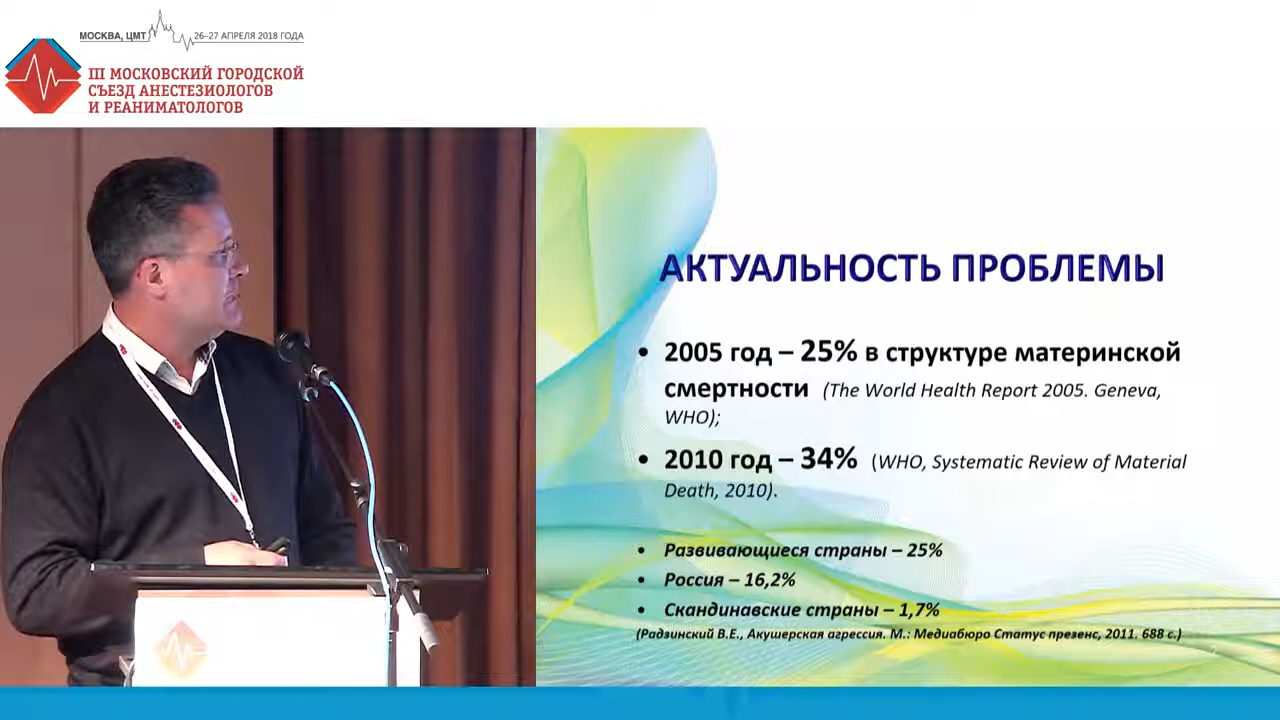 МОСКВА, ЦМТ 26–27 АПРЕЛЯ 2018 ГОДА
III МОСКОВСКИЙ ГОРОДСКОЙ
СЪЕЗД АНЕСТЕЗИОЛОГОВ
И РЕАНИМАТОЛОГОВ
АКТУАЛЬНОСТЬ ПРОБЛЕМЫ
• 2005 год – 25% в структуре материнской
смертности (The World Health Report 2005. Geneva,
WHO);
• 2010 год – 34% (WHO, Systematic Review of Material
Death, 2010).
• Развивающиеся страны – 25%
• Россия – 16,2%
• Скандинавские страны – 1,7%
(Радзинский В.Е., Акушерская агрессия. М.: Медиабюро Статус презенс, 2011. 688 с.)